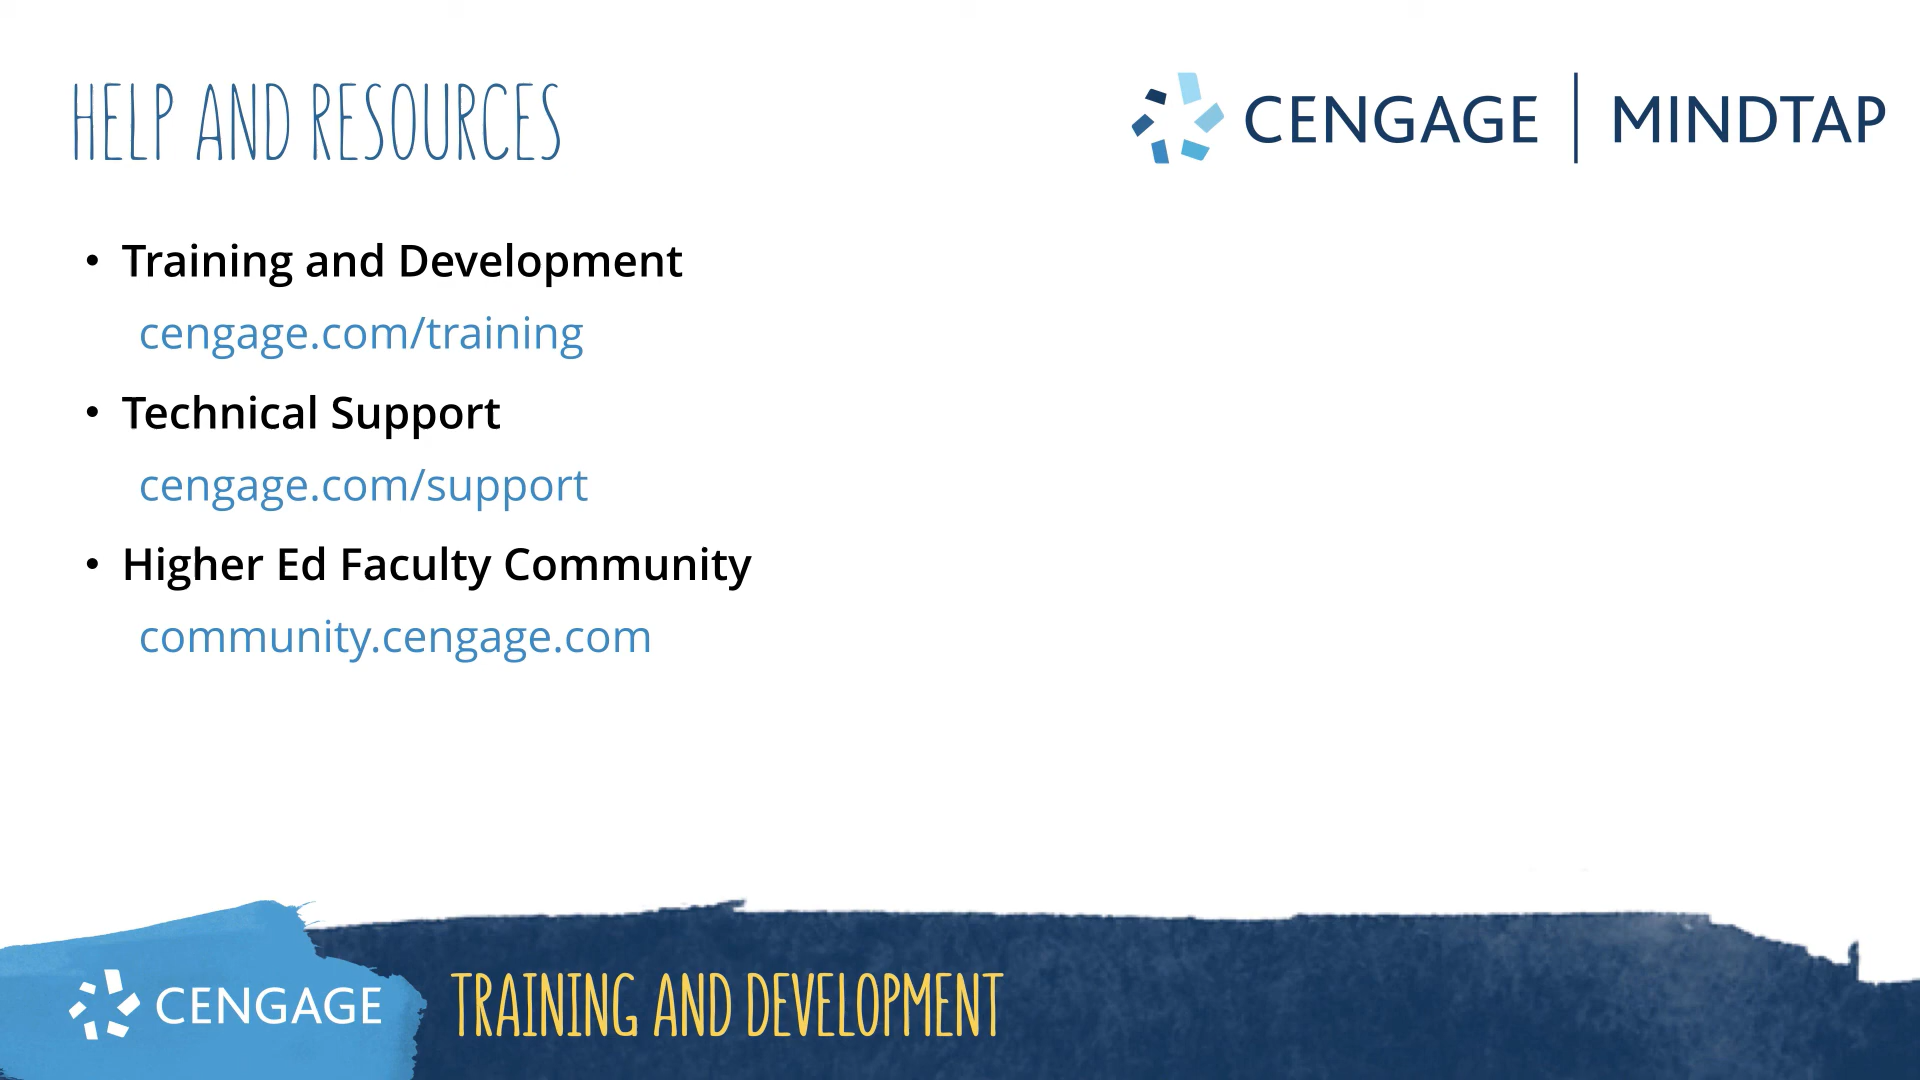 HELP AND RESOURCES
CENGAGE | MINDTAP
• Training and Development
cengage.com/training
• Technical Support
cengage.com/support
• Higher Ed Faculty Community
community.cengage.com
CENGAGE
TRAINING AND DEVELOPMENT